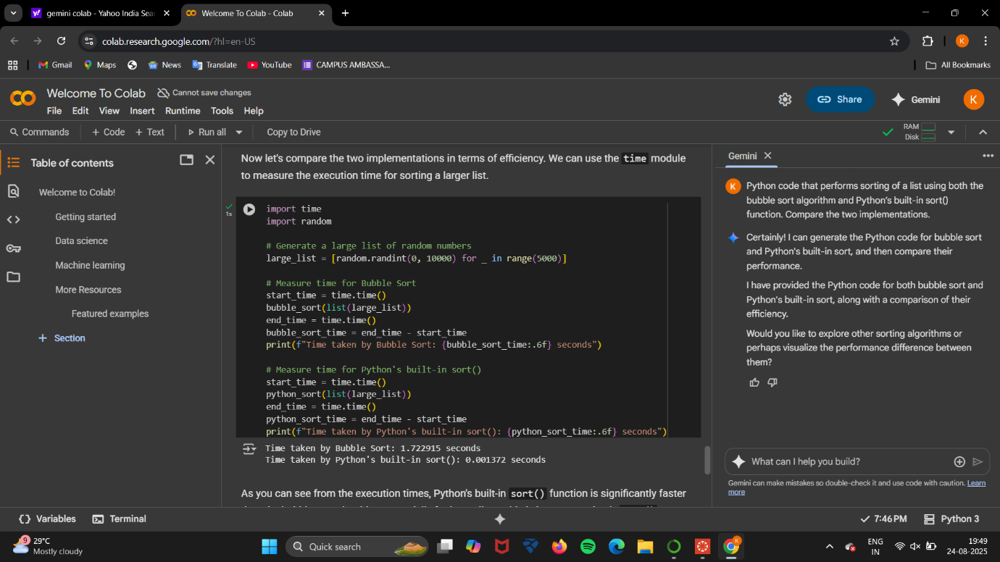 gemini colab - Yahoo India Sea
Welcome To Colab - Colab
colab.research.google.com/?hl=en-US
K
Gmail
Maps
News
Translate
YouTube
CAMPUS AMBASSA...
All Bookmarks
Welcome To Colab
Cannot save changes
File Edit View Insert Runtime Tools Help
Share
Gemini
K
Commands
+ Code
+ Text
Run all
Copy to Drive
RAM
Disk
Table of contents
Welcome to Colab!
Getting started
Data science
Machine learning
More Resources
Featured examples
+ Section
Now let's compare the two implementations in terms of efficiency. We can use the time module
to measure the execution time for sorting a larger list.
1s
import time
import random
# Generate a large list of random numbers
large_list = [random.randint(0, 10000) for _ in range(5000)]
# Measure time for Bubble Sort
start_time = time.time()
bubble_sort(list(large_list))
end_time = time.time()
bubble_sort_time = end_time - start_time
print(f"Time taken by Bubble Sort: {bubble_sort_time:.6f} seconds")
# Measure time for Python's built-in sort()
start_time = time.time()
python_sort(list(large_list))
end_time = time.time()
python_sort_time = end_time - start_time
print(f"Time taken by Python's built-in sort(): {python_sort_time:.6f} seconds")
Time taken by Bubble Sort: 1.722915 seconds
Time taken by Python's built-in sort(): 0.001372 seconds
As you can see from the execution times, Python's built-in sort() function is significantly faster
Gemini
K
Python code that performs sorting of a list using both the
bubble sort algorithm and Python's built-in sort()
function. Compare the two implementations.
Certainly! I can generate the Python code for bubble sort
and Python's built-in sort, and then compare their
performance.
I have provided the Python code for both bubble sort and
Python's built-in sort, along with a comparison of their
efficiency.
Would you like to explore other sorting algorithms or
perhaps visualize the performance difference between
them?
What can I help you build?
Gemini can make mistakes so double-check it and use code with caution. Learn
more
Variables
Terminal
7:46 PM
Python 3
9
29°C
Mostly cloudy
Quick search
K
ENG
IN
19:49
24-08-2025